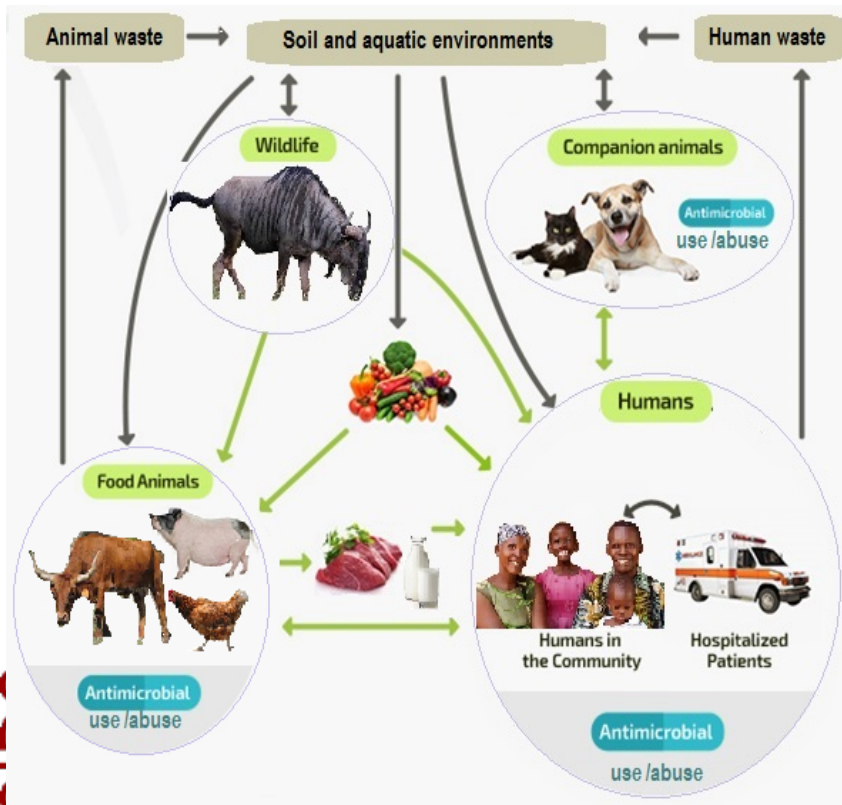 Animal waste
Soil and aquatic environments
Human waste
Wildlife
Companion animals
Antimicrobial
use /abuse
Humans
Food Animals
Humans in
the Community
Hospitalized
Patients
Antimicrobial
use /abuse
Antimicrobial
use /abuse